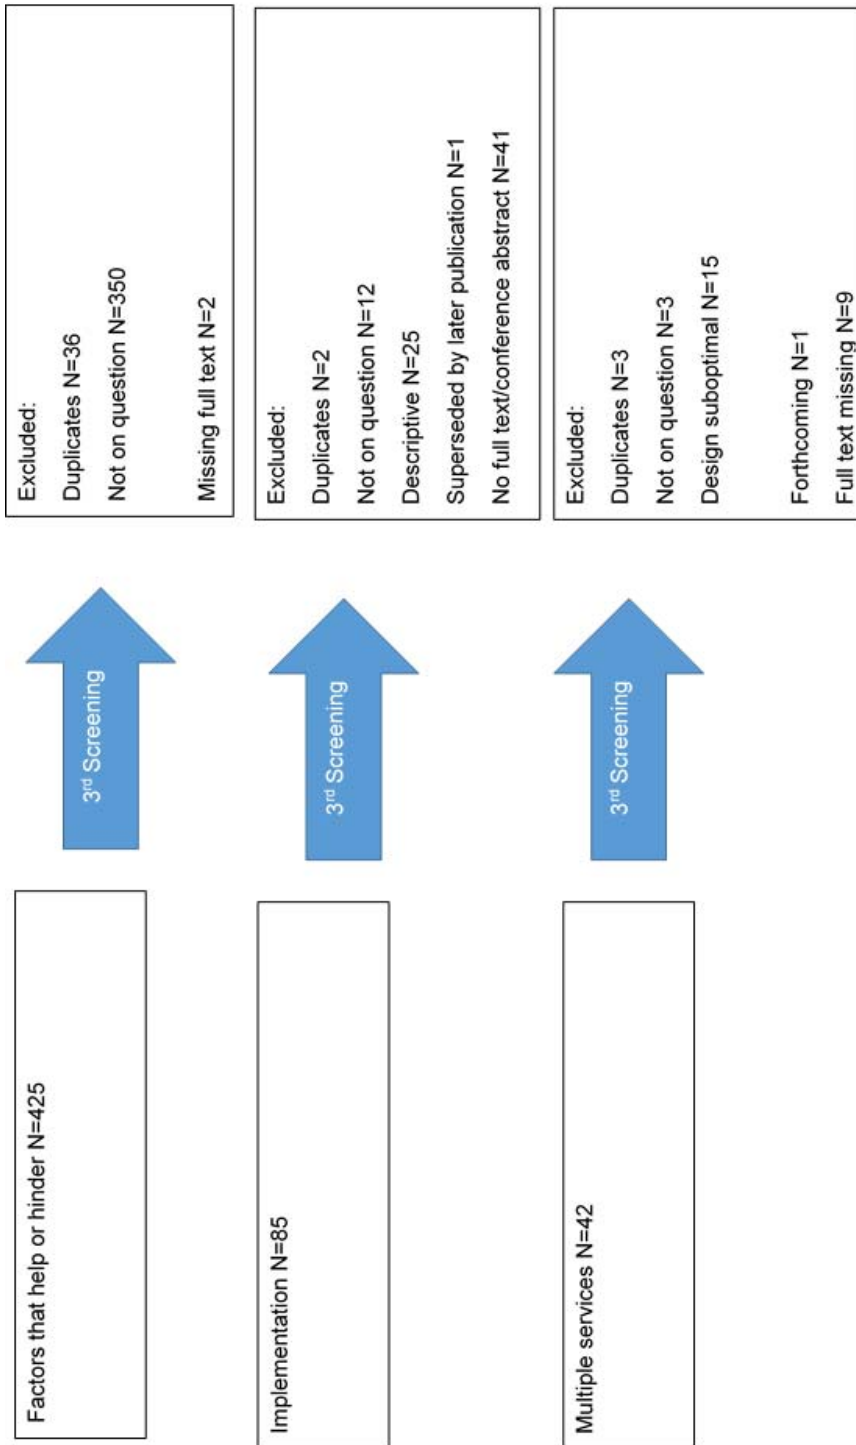 Factors that help or hinder N=425
3rd Screening
Excluded:
Duplicates N=36
Not on question N=350
Missing full text N=2
Implementation N=85
3rd Screening
Excluded:
Duplicates N=2
Not on question N=12
Descriptive N=25
Superseded by later publication N=1
No full text/conference abstract N=41
Multiple services N=42
3rd Screening
Excluded:
Duplicates N=3
Not on question N=3
Design suboptimal N=15
Forthcoming N=1
Full text missing N=9